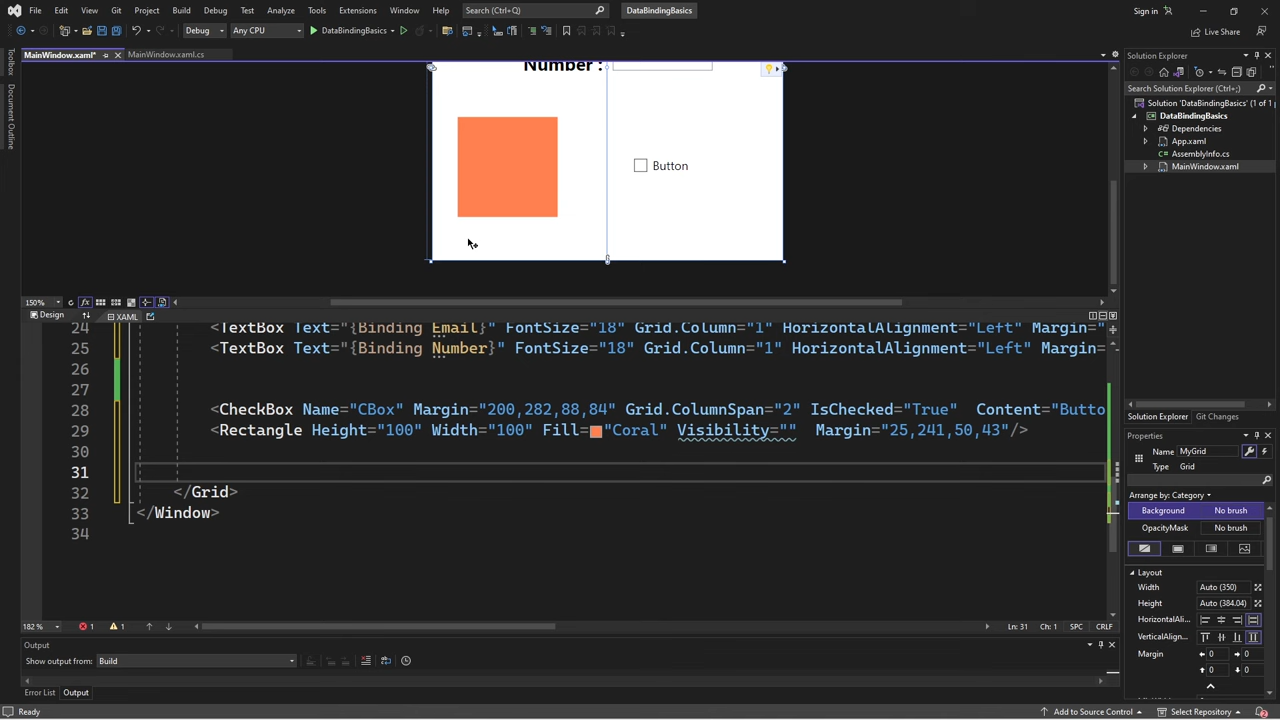 File Edit View Git Project Build Debug Test Analyze Tools Extensions Window Help Search (Ctrl+Q) DataBindingBasics Sign in
Debug Any CPU DataBindingBasics Live Share
MainWindow.xaml* MainWindow.xaml.cs
Toolbox
Document Outline
Number :
Button
150%
Design XAML
24 <TextBox Text="{Binding Email}" FontSize="18" Grid.Column="1" HorizontalAlignment="Left" Margin="
25 <TextBox Text="{Binding Number}" FontSize="18" Grid.Column="1" HorizontalAlignment="Left" Margin=
26
27
28 <CheckBox Name="CBox" Margin="200,282,88,84" Grid.ColumnSpan="2" IsChecked="True" Content="Butto
29 <Rectangle Height="100" Width="100" Fill="Coral" Visibility="" Margin="25,241,50,43"/>
30
31
32 </Grid>
33 </Window>
34
182 % 1 1 Ln: 31 Ch: 1 SPC CRLF
Output
Show output from: Build
Error List Output
Ready Add to Source Control Select Repository 2
Solution Explorer
Search Solution Explorer (Ctrl+;)
Solution 'DataBindingBasics' (1 of 1
DataBindingBasics
Dependencies
App.xaml
AssemblyInfo.cs
MainWindow.xaml
Solution Explorer Git Changes
Properties
Name MyGrid
Type Grid
Arrange by: Category
Background No brush
OpacityMask No brush
Layout
Width Auto (350)
Height Auto (384.04)
HorizontalAli...
VerticalAlign...
Margin 0 0
0 0